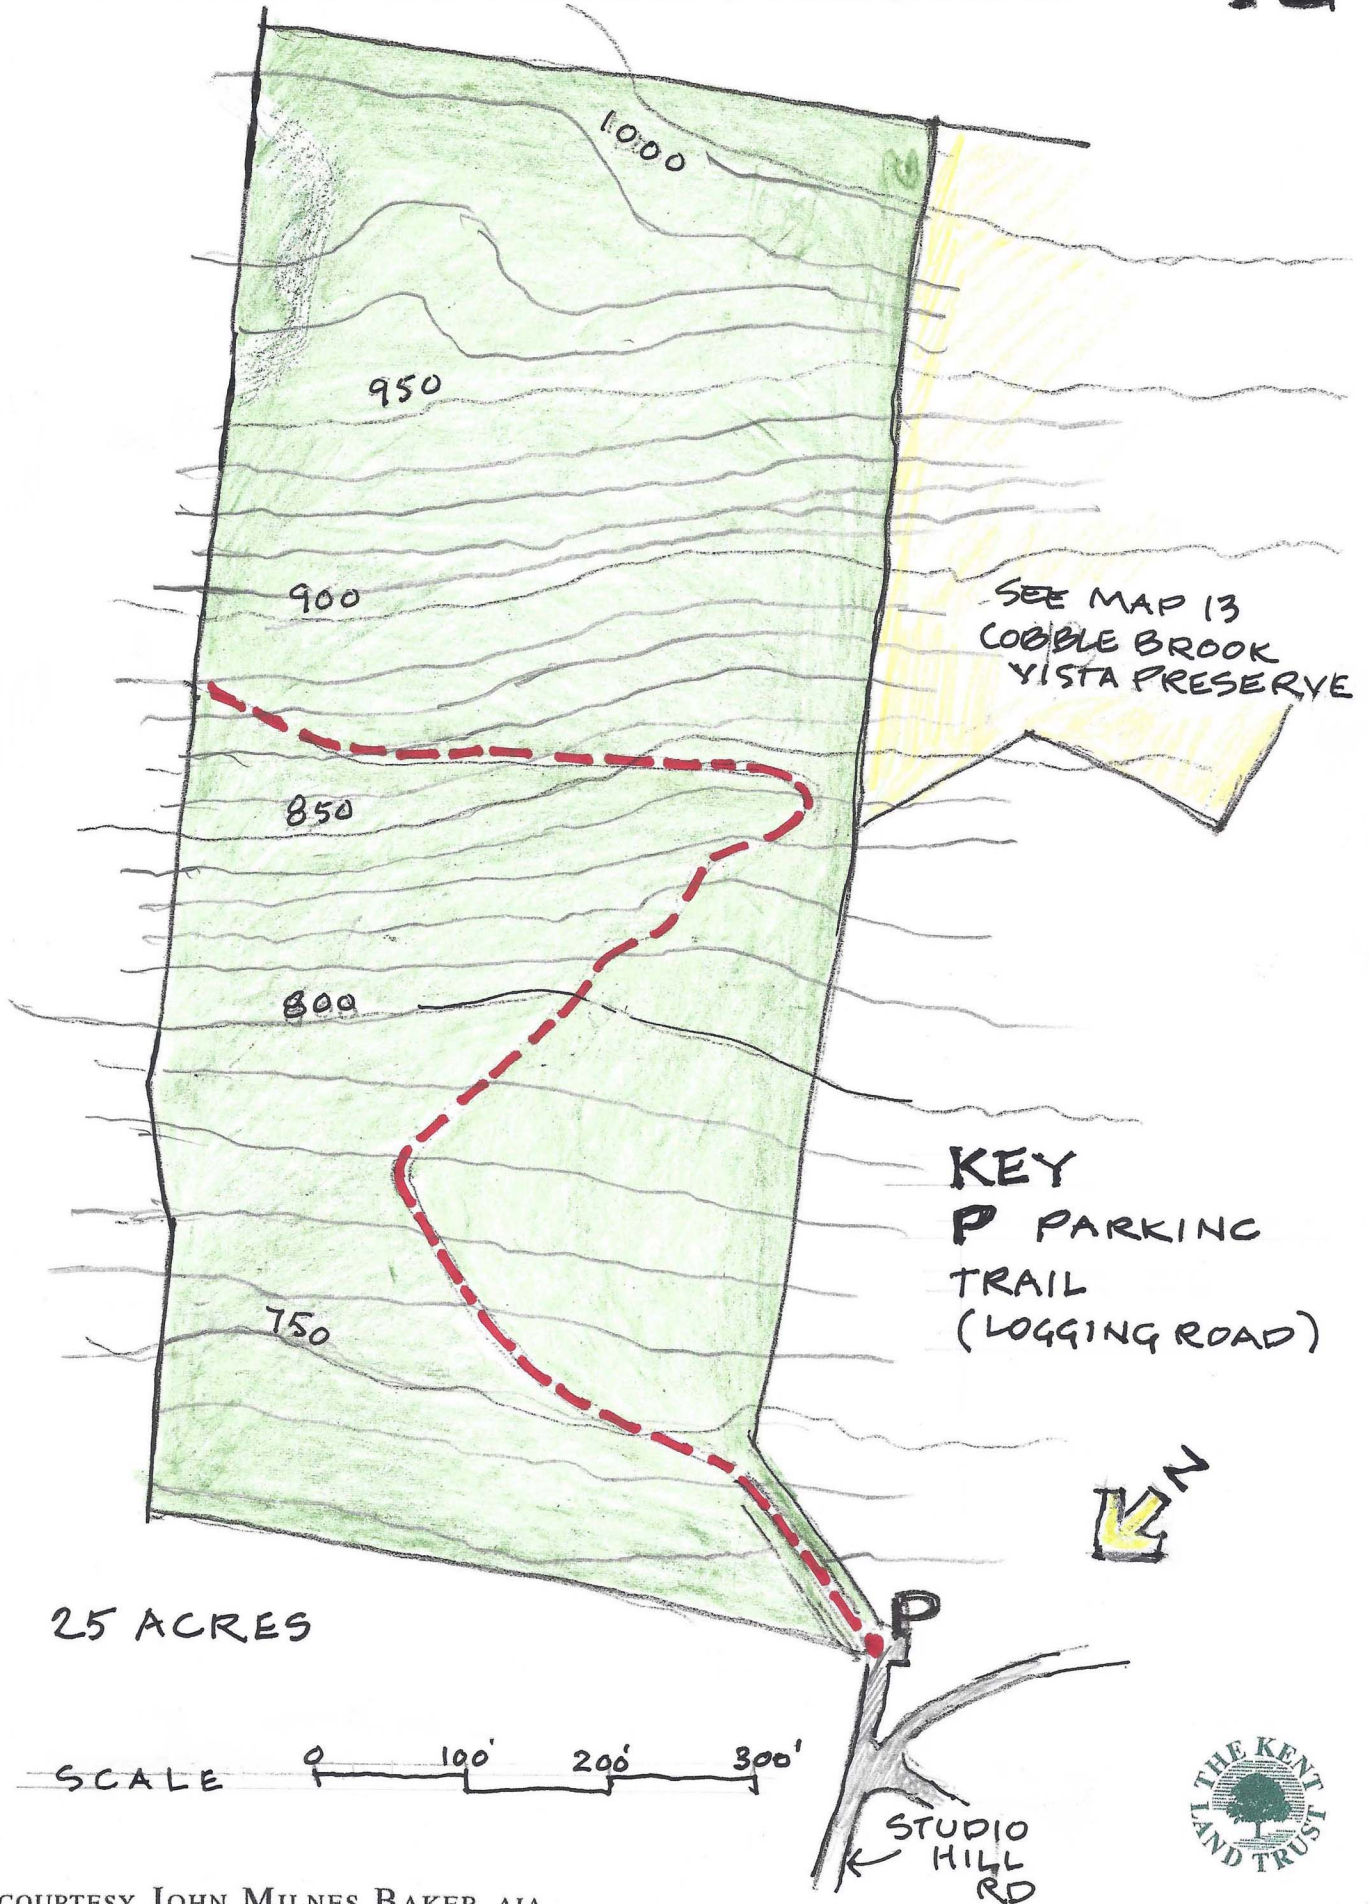 1000
950
900
SEE MAP 13
COBBLE BROOK
VISTA PRESERVE
850
800
KEY
P PARKING
TRAIL
(LOGGING ROAD)
750
N
P
25 ACRES
0 100' 200' 300'
SCALE
STUDIO
HILL
RD
THE KENT
LAND TRUST
COURTESY JOHN MILNES BAKER, AIA